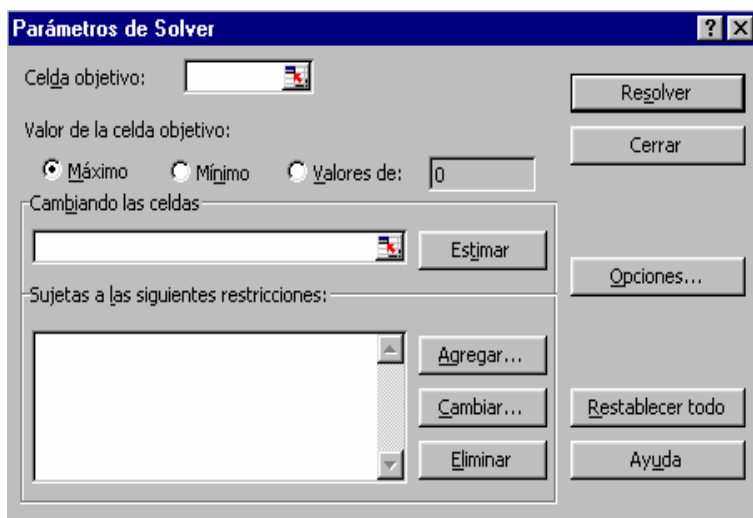 Parámetros de Solver
Celda objetivo:
Resolver
Valor de la celda objetivo:
Cerrar
Máximo Mínimo Valores de: 0
Cambiando las celdas
Estimar
Opciones...
Sujetas a las siguientes restricciones:
Agregar...
Cambiar... Restablecer todo
Eliminar Ayuda